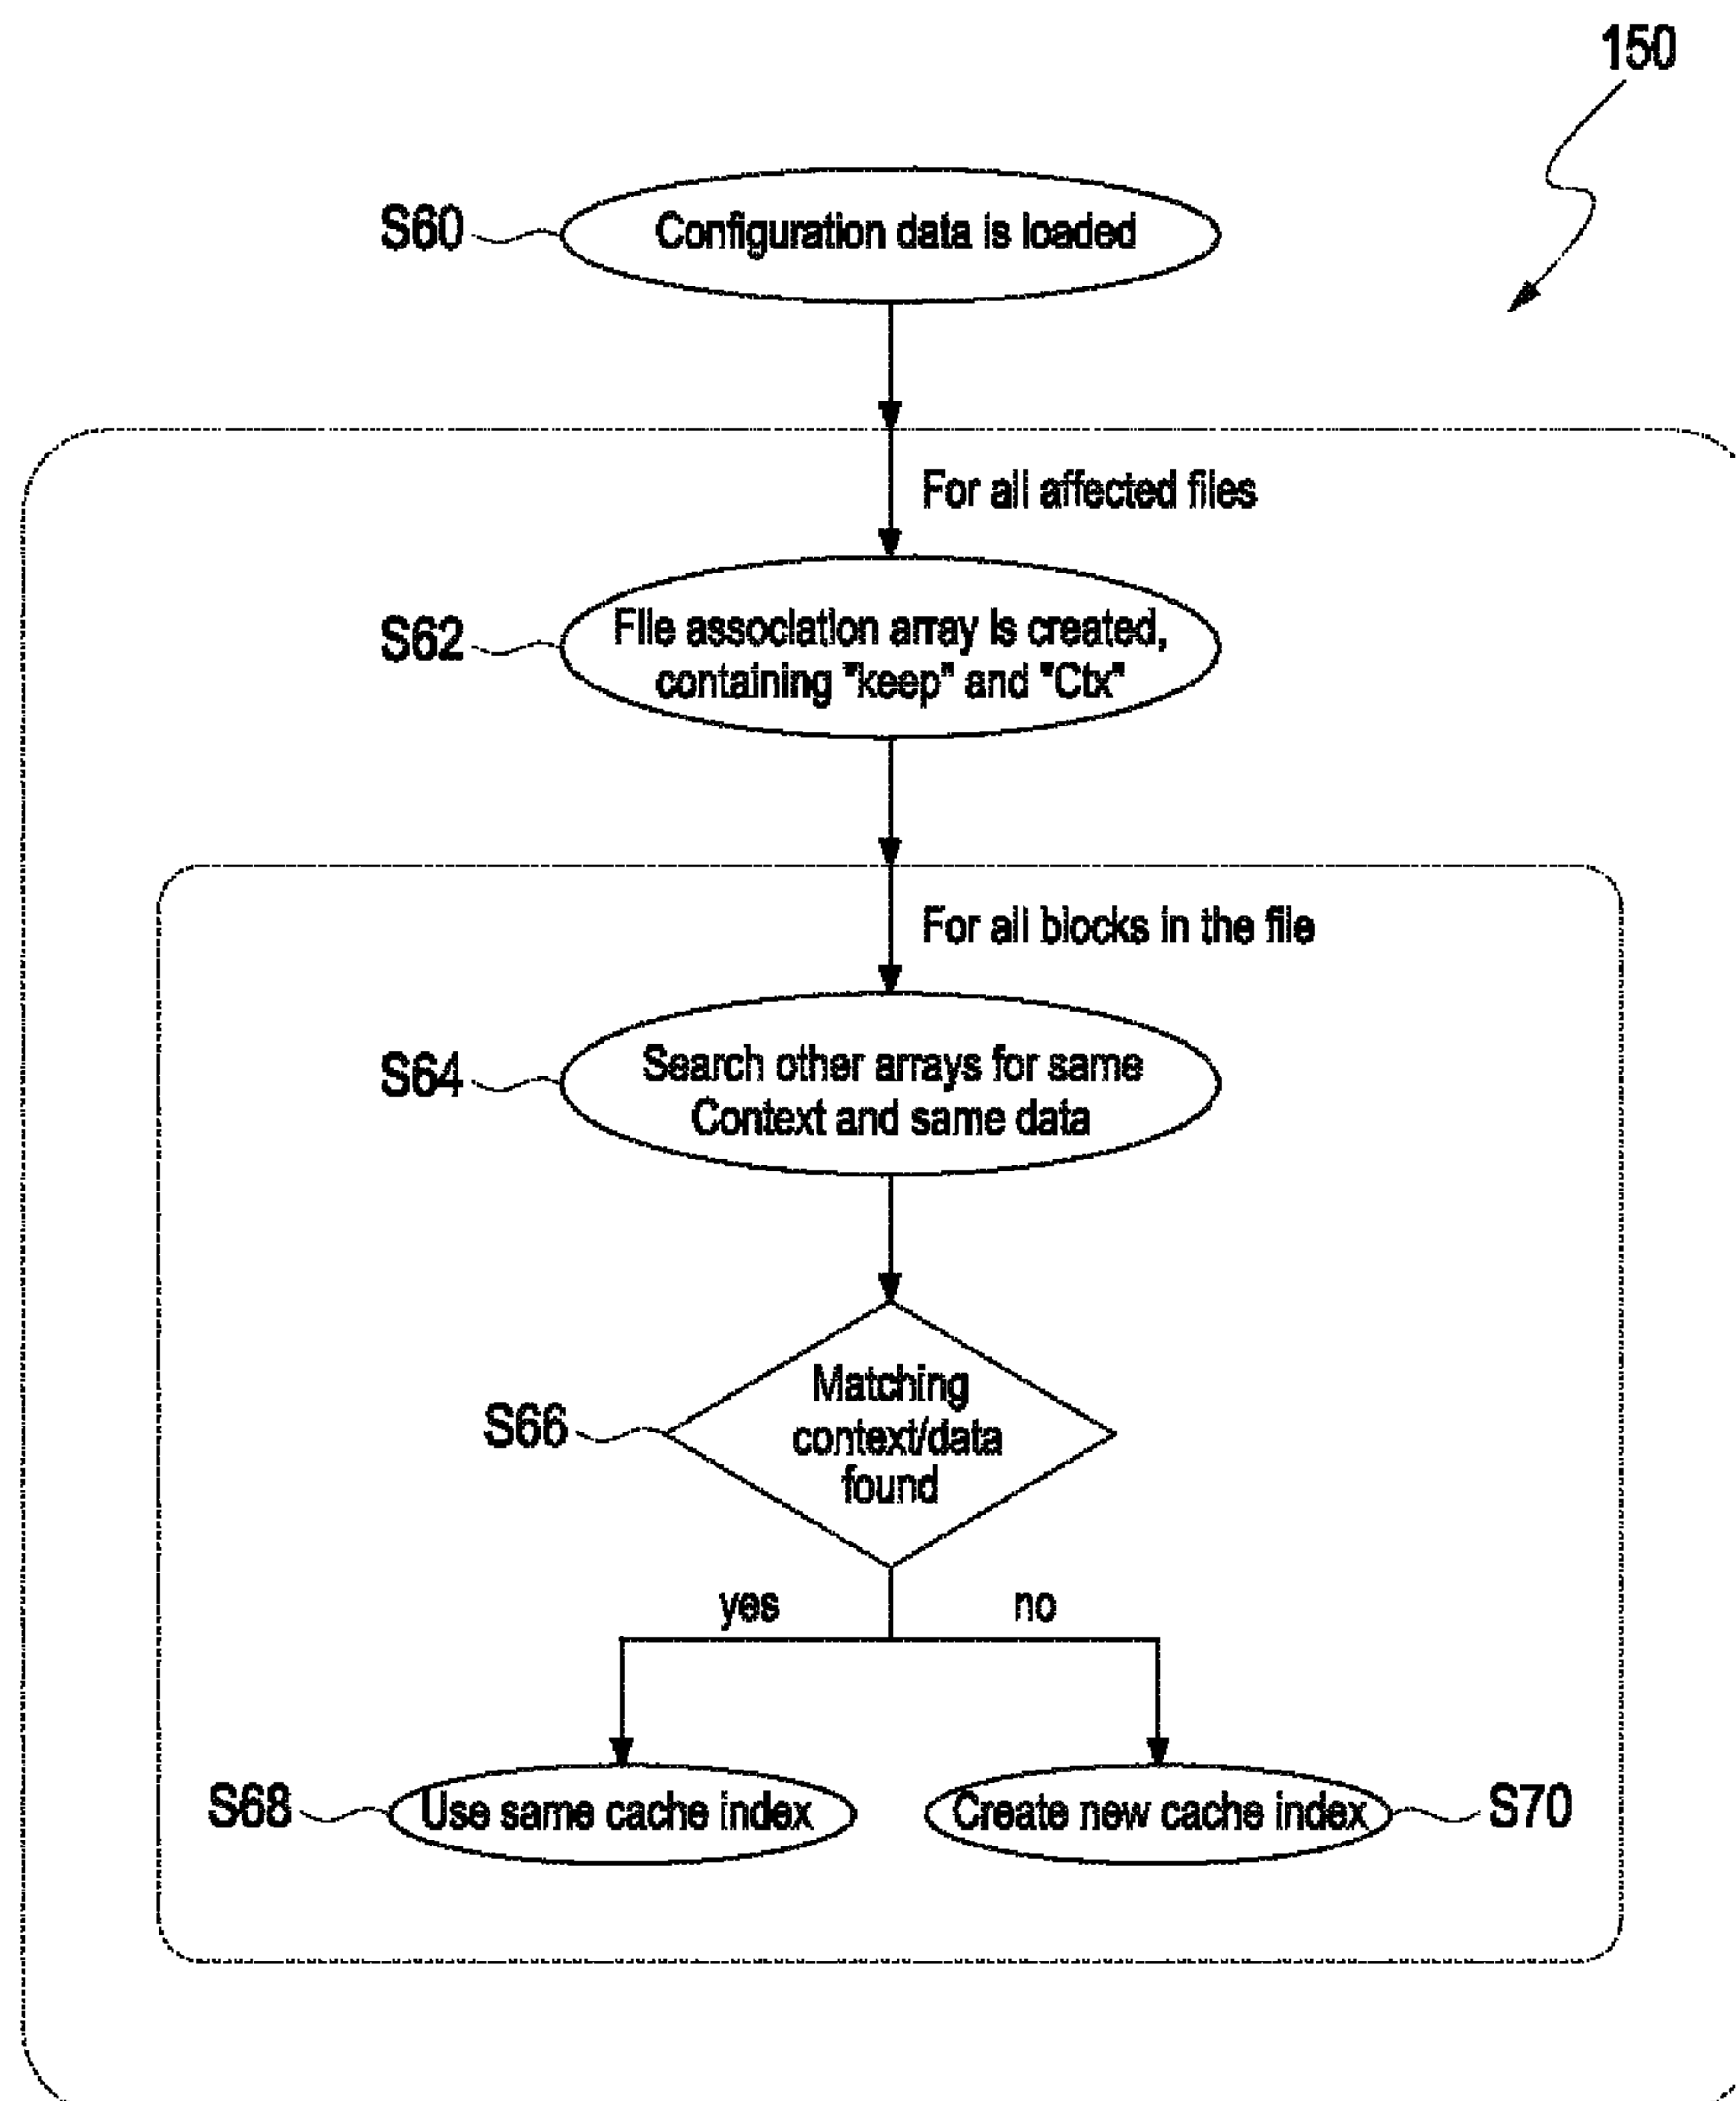 150
S60
Configuration data is loaded
For all affected files
S62
File association array is created,
containing "keep" and "Ctx"
For all blocks in the file
S64
Search other arrays for same
Context and same data
S66
Matching
context/data
found
yes
no
S68
Use same cache index
Create new cache index
S70